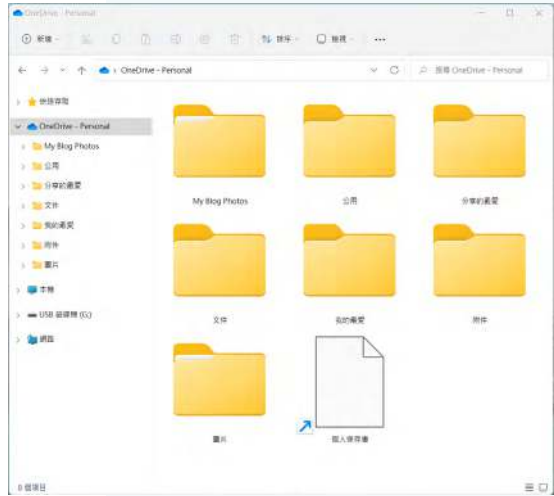 OneDrive - Personal
新增
排序
檢視
OneDrive - Personal
搜尋 OneDrive - Personal
快速存取
OneDrive - Personal
My Blog Photos
公用
分享的最愛
文件
我的最愛
附件
圖片
本機
USB 磁碟機 (G:)
網路
My Blog Photos
公用
分享的最愛
文件
我的最愛
附件
圖片
個人保存庫
8 個項目